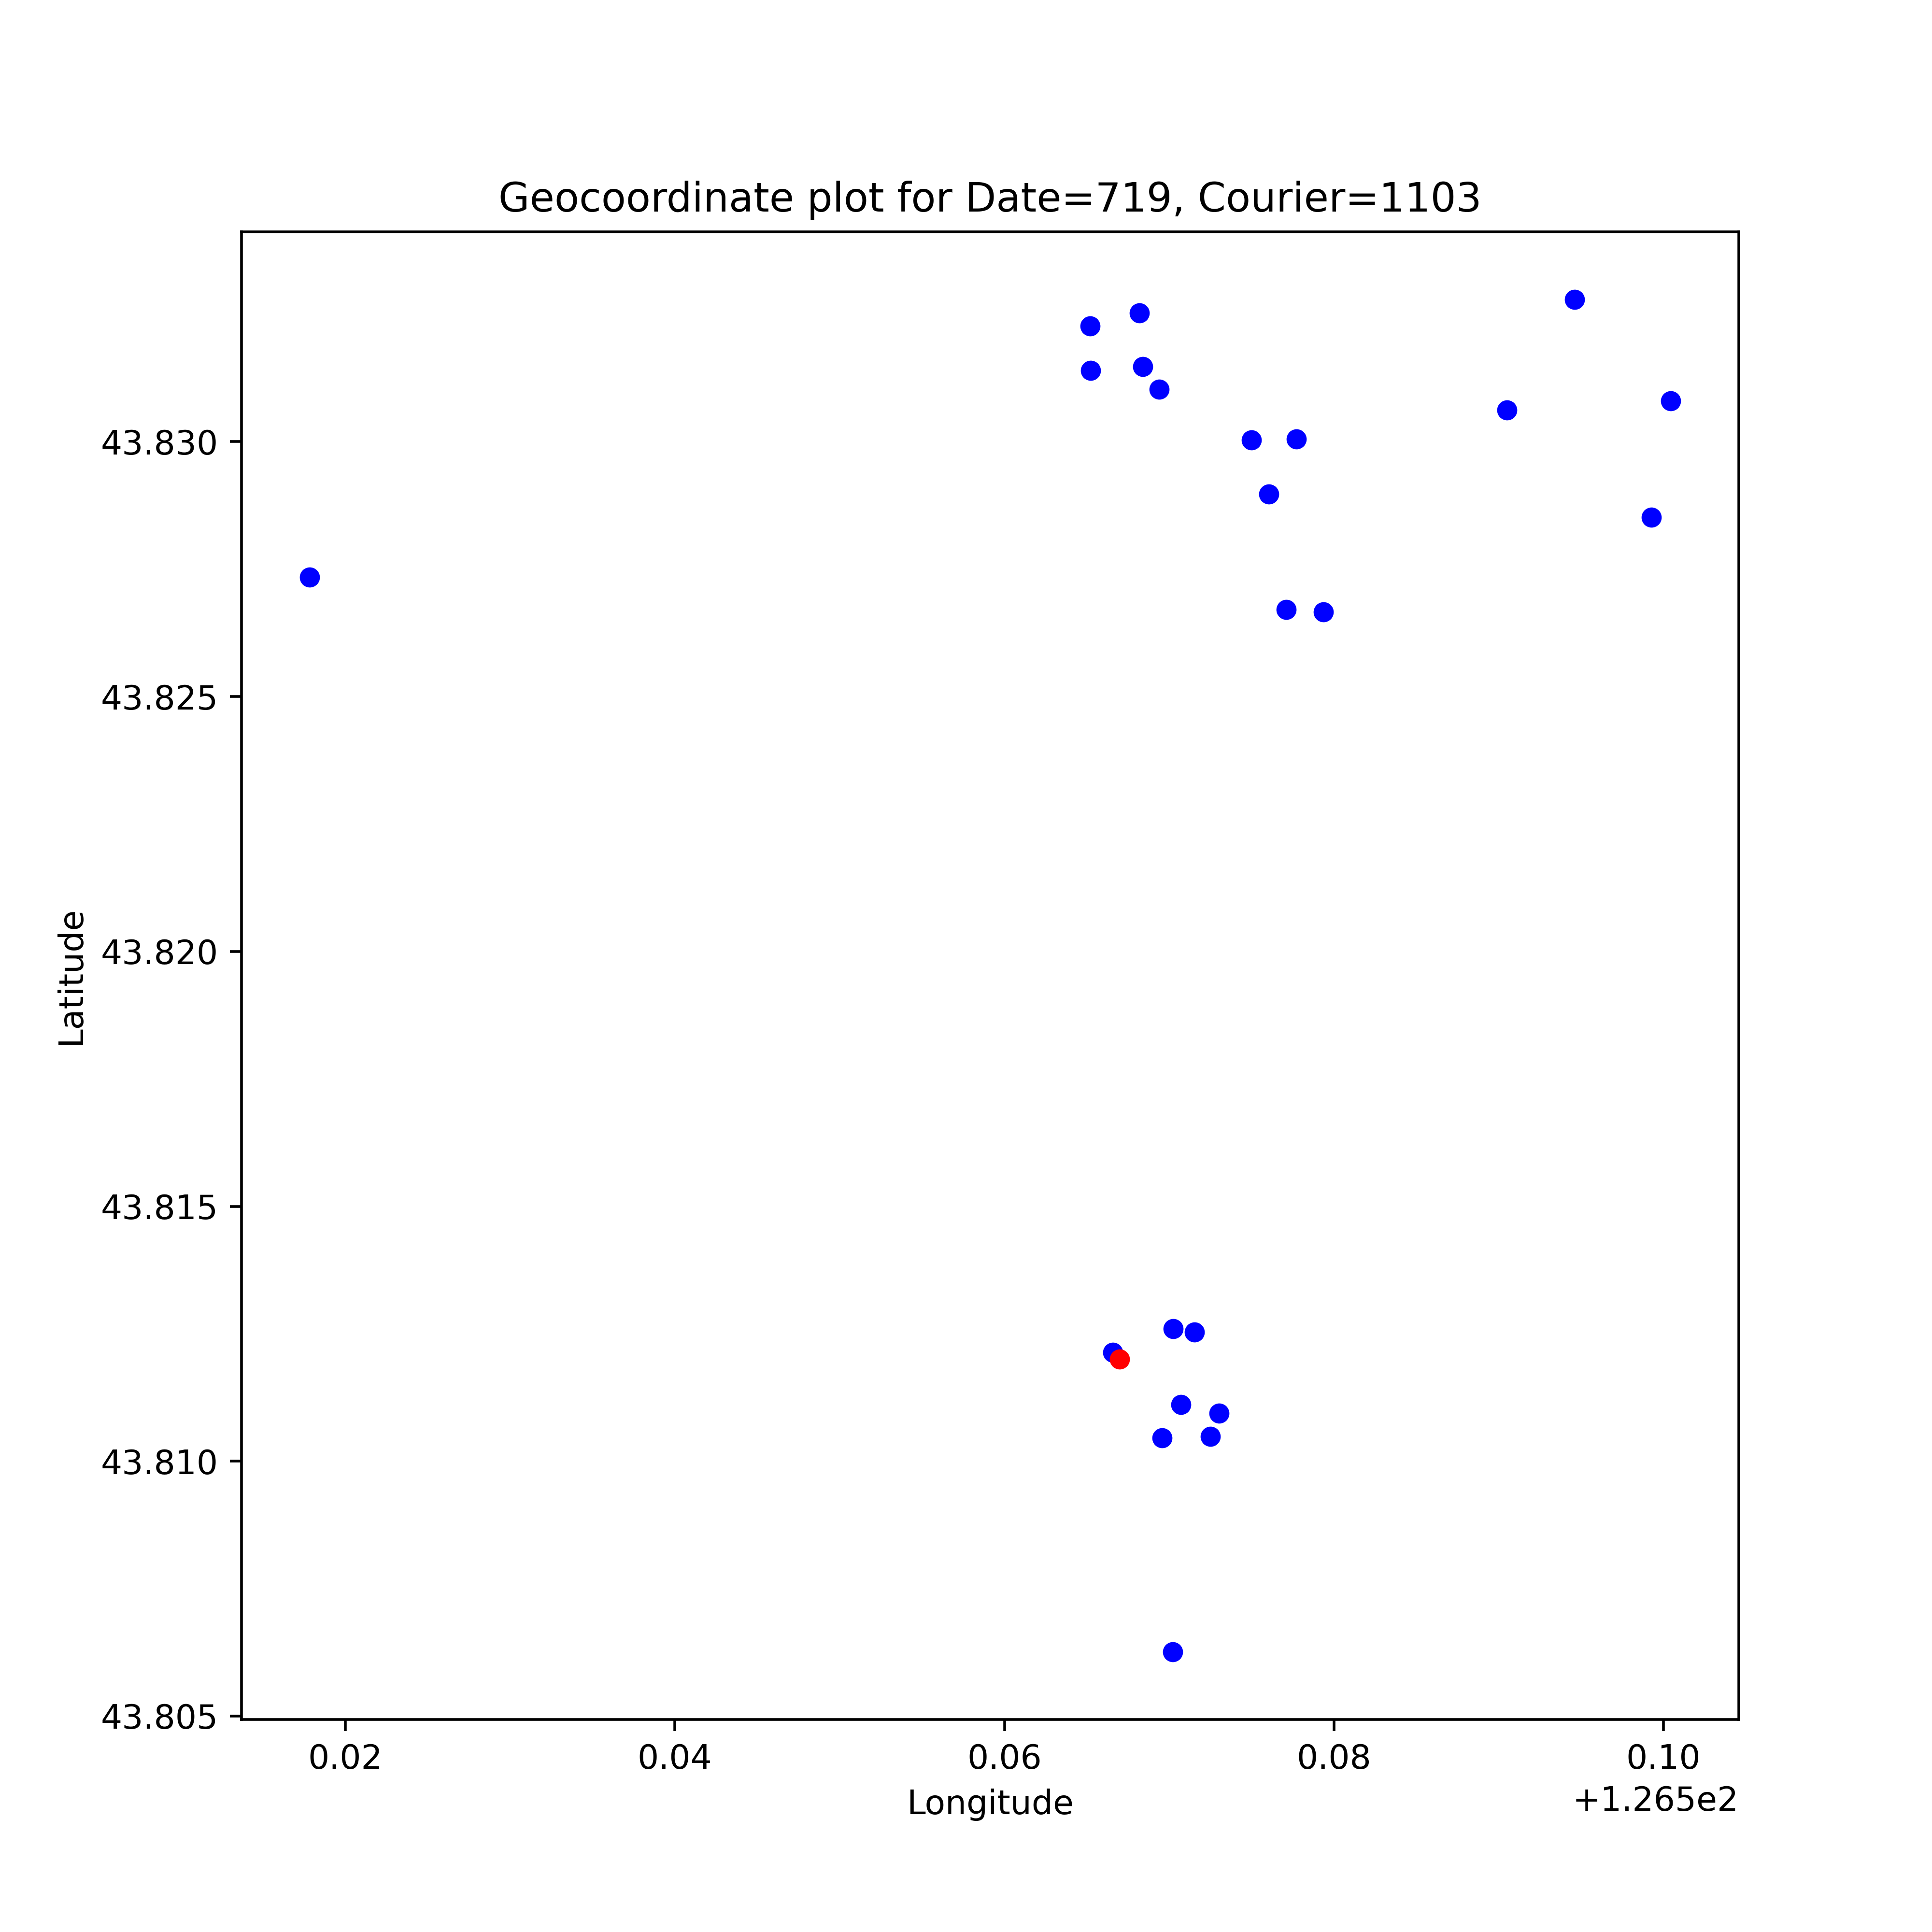 Geocoordinate plot for Date=719, Courier=1103
43.830
43.825
43.820
43.815
43.810
43.805
Latitude
0.02 0.04 0.06 0.08 0.10
Longitude
+1.265e2